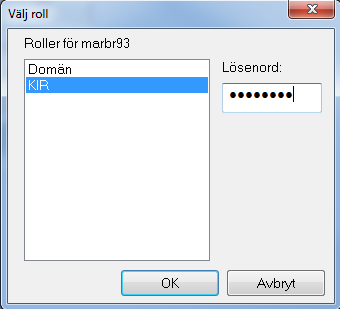 Välj roll
Roller för marbr93
Domän
KIR
Lösenord:
●●●●●●●●
OK
Avbryt